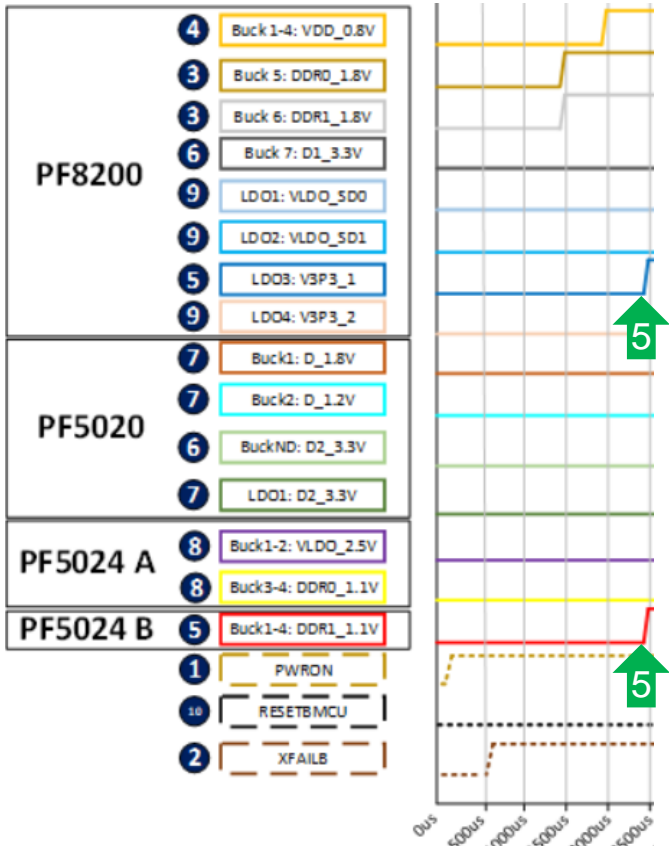 PF8200
4 Buck 1-4: VDD_0.8V
3 Buck 5: DDR0_1.8V
3 Buck 6: DDR1_1.8V
6 Buck 7: D1_3.3V
9 LDO1: VLDO_SD0
9 LDO2: VLDO_SD1
5 LDO3: V3P3_1
9 LDO4: V3P3_2
5
PF5020
7 Buck1: D_1.8V
7 Buck2: D_1.2V
6 BuckND: D2_3.3V
7 LDO1: D2_3.3V
PF5024 A
8 Buck1-2: VLDO_2.5V
8 Buck3-4: DDR0_1.1V
PF5024 B
5 Buck1-4: DDR1_1.1V
5
1 PWRON
10 RESETBMCU
2 XFAILB
0us